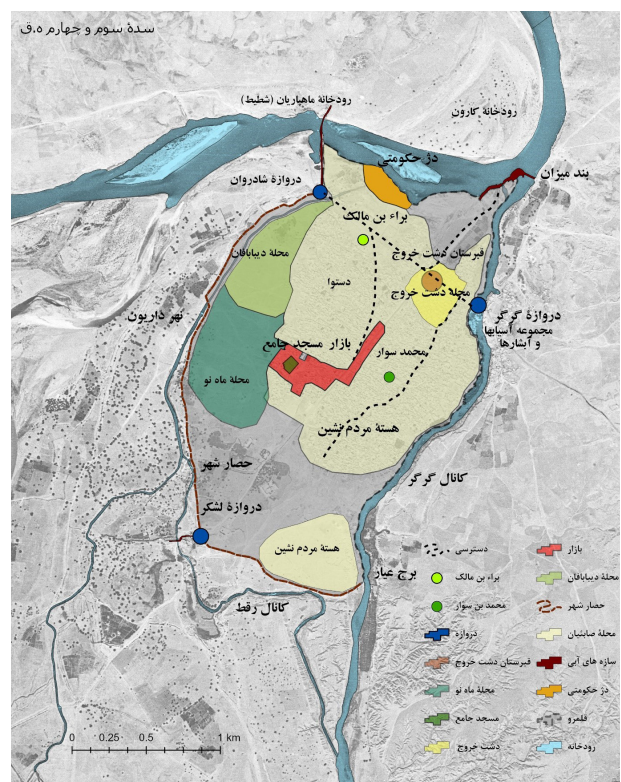 سدهٔ سوم و چهارم ه.ق
رودخانهٔ ماهیاریان (شطیط)
رودخانهٔ کارون
دژ حکومتی
بند میزان
دروازهٔ شادروان
براء بن مالک
محلهٔ دیبابافان
قبرستان دشت خروج
دستوا
محلهٔ دشت خروج
نهر داریون
دروازهٔ گرگر
مجموعه آسیابها
و آبشارها
بازار
مسجد جامع
محمد سوار
محلهٔ ماه نو
هستهٔ مردم نشین
حصار شهر
کانال گرگر
دروازهٔ لشکر
هستهٔ مردم نشین
برج عیار
کانال رقط
بازار
دسترسی
محلهٔ دیبابافان
براء بن مالک
حصار شهر
محمد بن سوار
محلهٔ صابئیان
دروازه
سازه های آبی
قبرستان دشت خروج
دژ حکومتی
محلهٔ ماه نو
قلمرو
مسجد جامع
رودخانه
دشت خروج
0 0.25 0.5 1 km